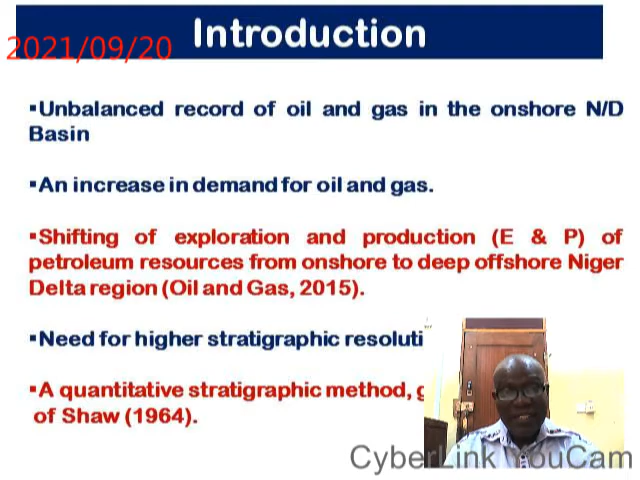 Introduction
2021/09/20
▪Unbalanced record of oil and gas in the onshore N/D
Basin
▪An increase in demand for oil and gas.
▪Shifting of exploration and production (E & P) of
petroleum resources from onshore to deep offshore Niger
Delta region (Oil and Gas, 2015).
▪Need for higher stratigraphic
▪A quantitative stratigraphic method,
of Shaw (1964).
CyberLink YouCam